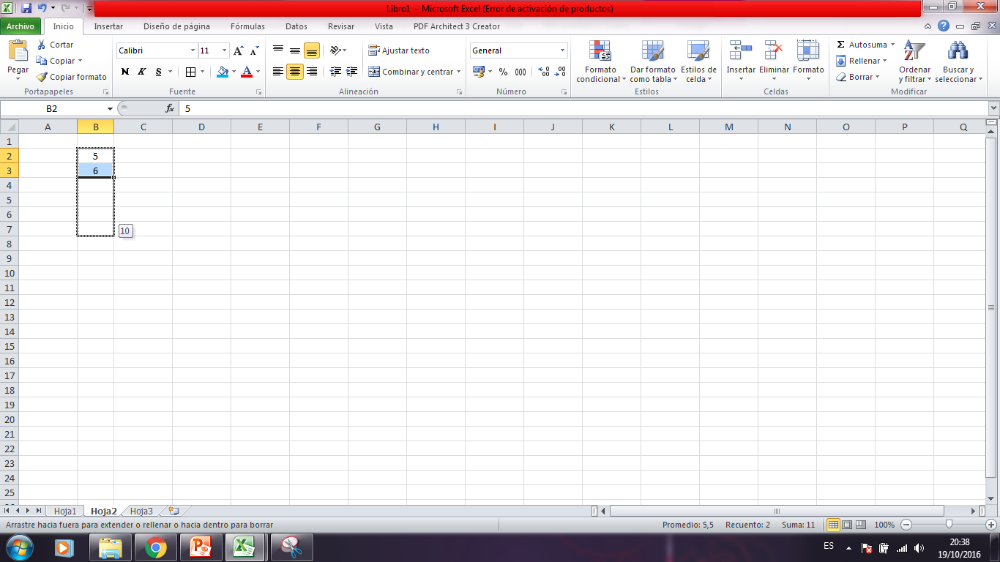 Libro1 - Microsoft Excel (Error de activación de productos)
Archivo Inicio Insertar Diseño de página Fórmulas Datos Revisar Vista PDF Architect 3 Creator
Pegar
Cortar
Copiar
Copiar formato
Portapapeles
Calibri 11
N K S
Fuente
Ajustar texto
Combinar y centrar
Alineación
General
% 000
Número
Formato condicional
Dar formato como tabla
Estilos de celda
Estilos
Insertar Eliminar Formato
Celdas
Autosuma
Rellenar
Borrar
Ordenar y filtrar
Buscar y seleccionar
Modificar
B2 fx 5
A B C D E F G H I J K L M N O P Q
1
2 5
3 6
4
5
6
7 10
8
9
10
11
12
13
14
15
16
17
18
19
20
21
22
23
24
25
Hoja1 Hoja2 Hoja3
Arrastre hacia fuera para extender o rellenar o hacia dentro para borrar Promedio: 5,5 Recuento: 2 Suma: 11 100%
ES 20:38
19/10/2016